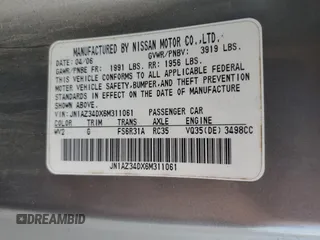 MANUFACTURED BY NISSAN MOTOR CO.,LTD.
DATE 04/06 GVWR/PNBV: 3919 LBS.
GAWR/PNBE FR: 1991 LBS. RR: 1956 LBS.
THIS VEHICLE CONFORMS TO ALL APPLICABLE FEDERAL
MOTOR VEHICLE SAFETY, BUMPER, AND THEFT PREVENTION
STANDARDS IN EFFECT ON THE DATE OF
MANUFACTURE SHOWN ABOVE.
VIN: JN1AZ34DX6M311061 PASSENGER CAR
COLOR TRIM TRANS AXLE ENGINE
WV2 G FS6R31A RC35 VQ35(DE) 3498CC
JN1AZ34DX6M311061
DREAMBID